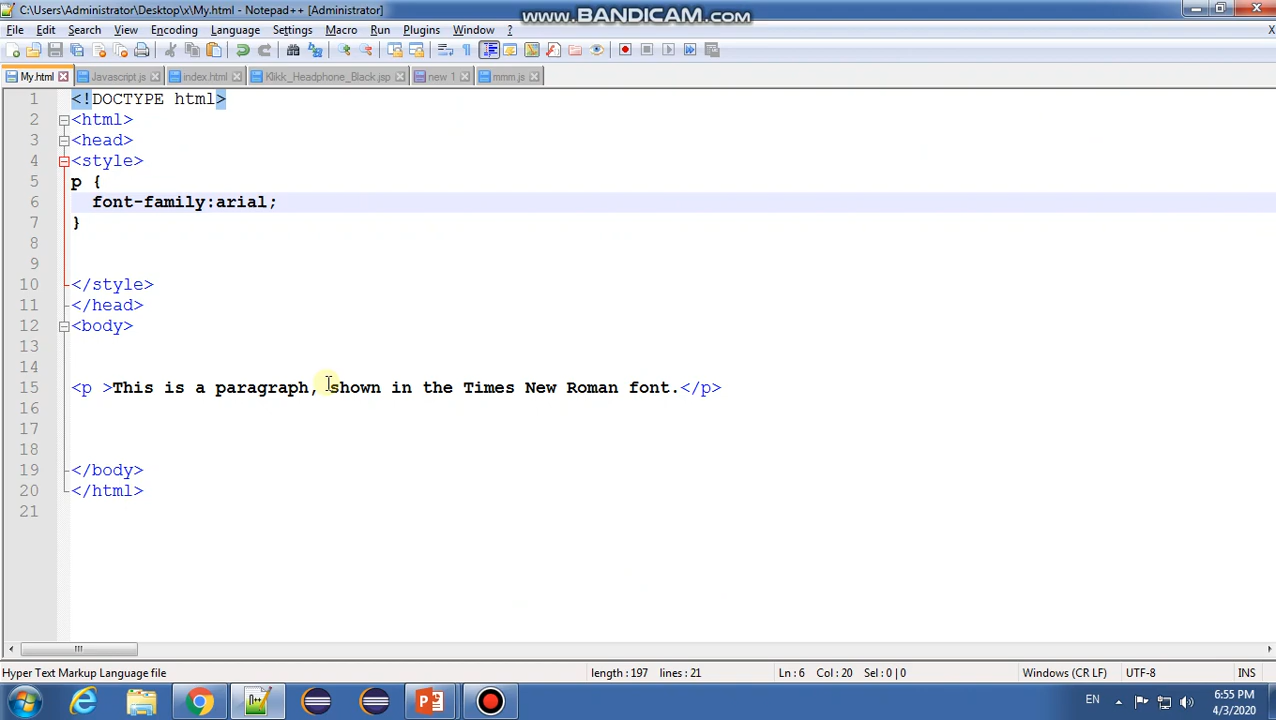 C:\Users\Administrator\Desktop\x\My.html - Notepad++ [Administrator]
www.BANDICAM.com
File Edit Search View Encoding Language Settings Macro Run Plugins Window ? X
My.html Javascript.js index.html Klikk_Headphone_Black.jsp new 1 mmm.js
1 <!DOCTYPE html>
2 <html>
3 <head>
4 <style>
5 p {
6 font-family:arial;
7 }
8
9
10 </style>
11 </head>
12 <body>
13
14
15 <p >This is a paragraph, shown in the Times New Roman font.</p>
16
17
18
19 </body>
20 </html>
21
Hyper Text Markup Language file length : 197 lines : 21 Ln : 6 Col : 20 Sel : 0 | 0 Windows (CR LF) UTF-8 INS
EN 6:55 PM
4/3/2020